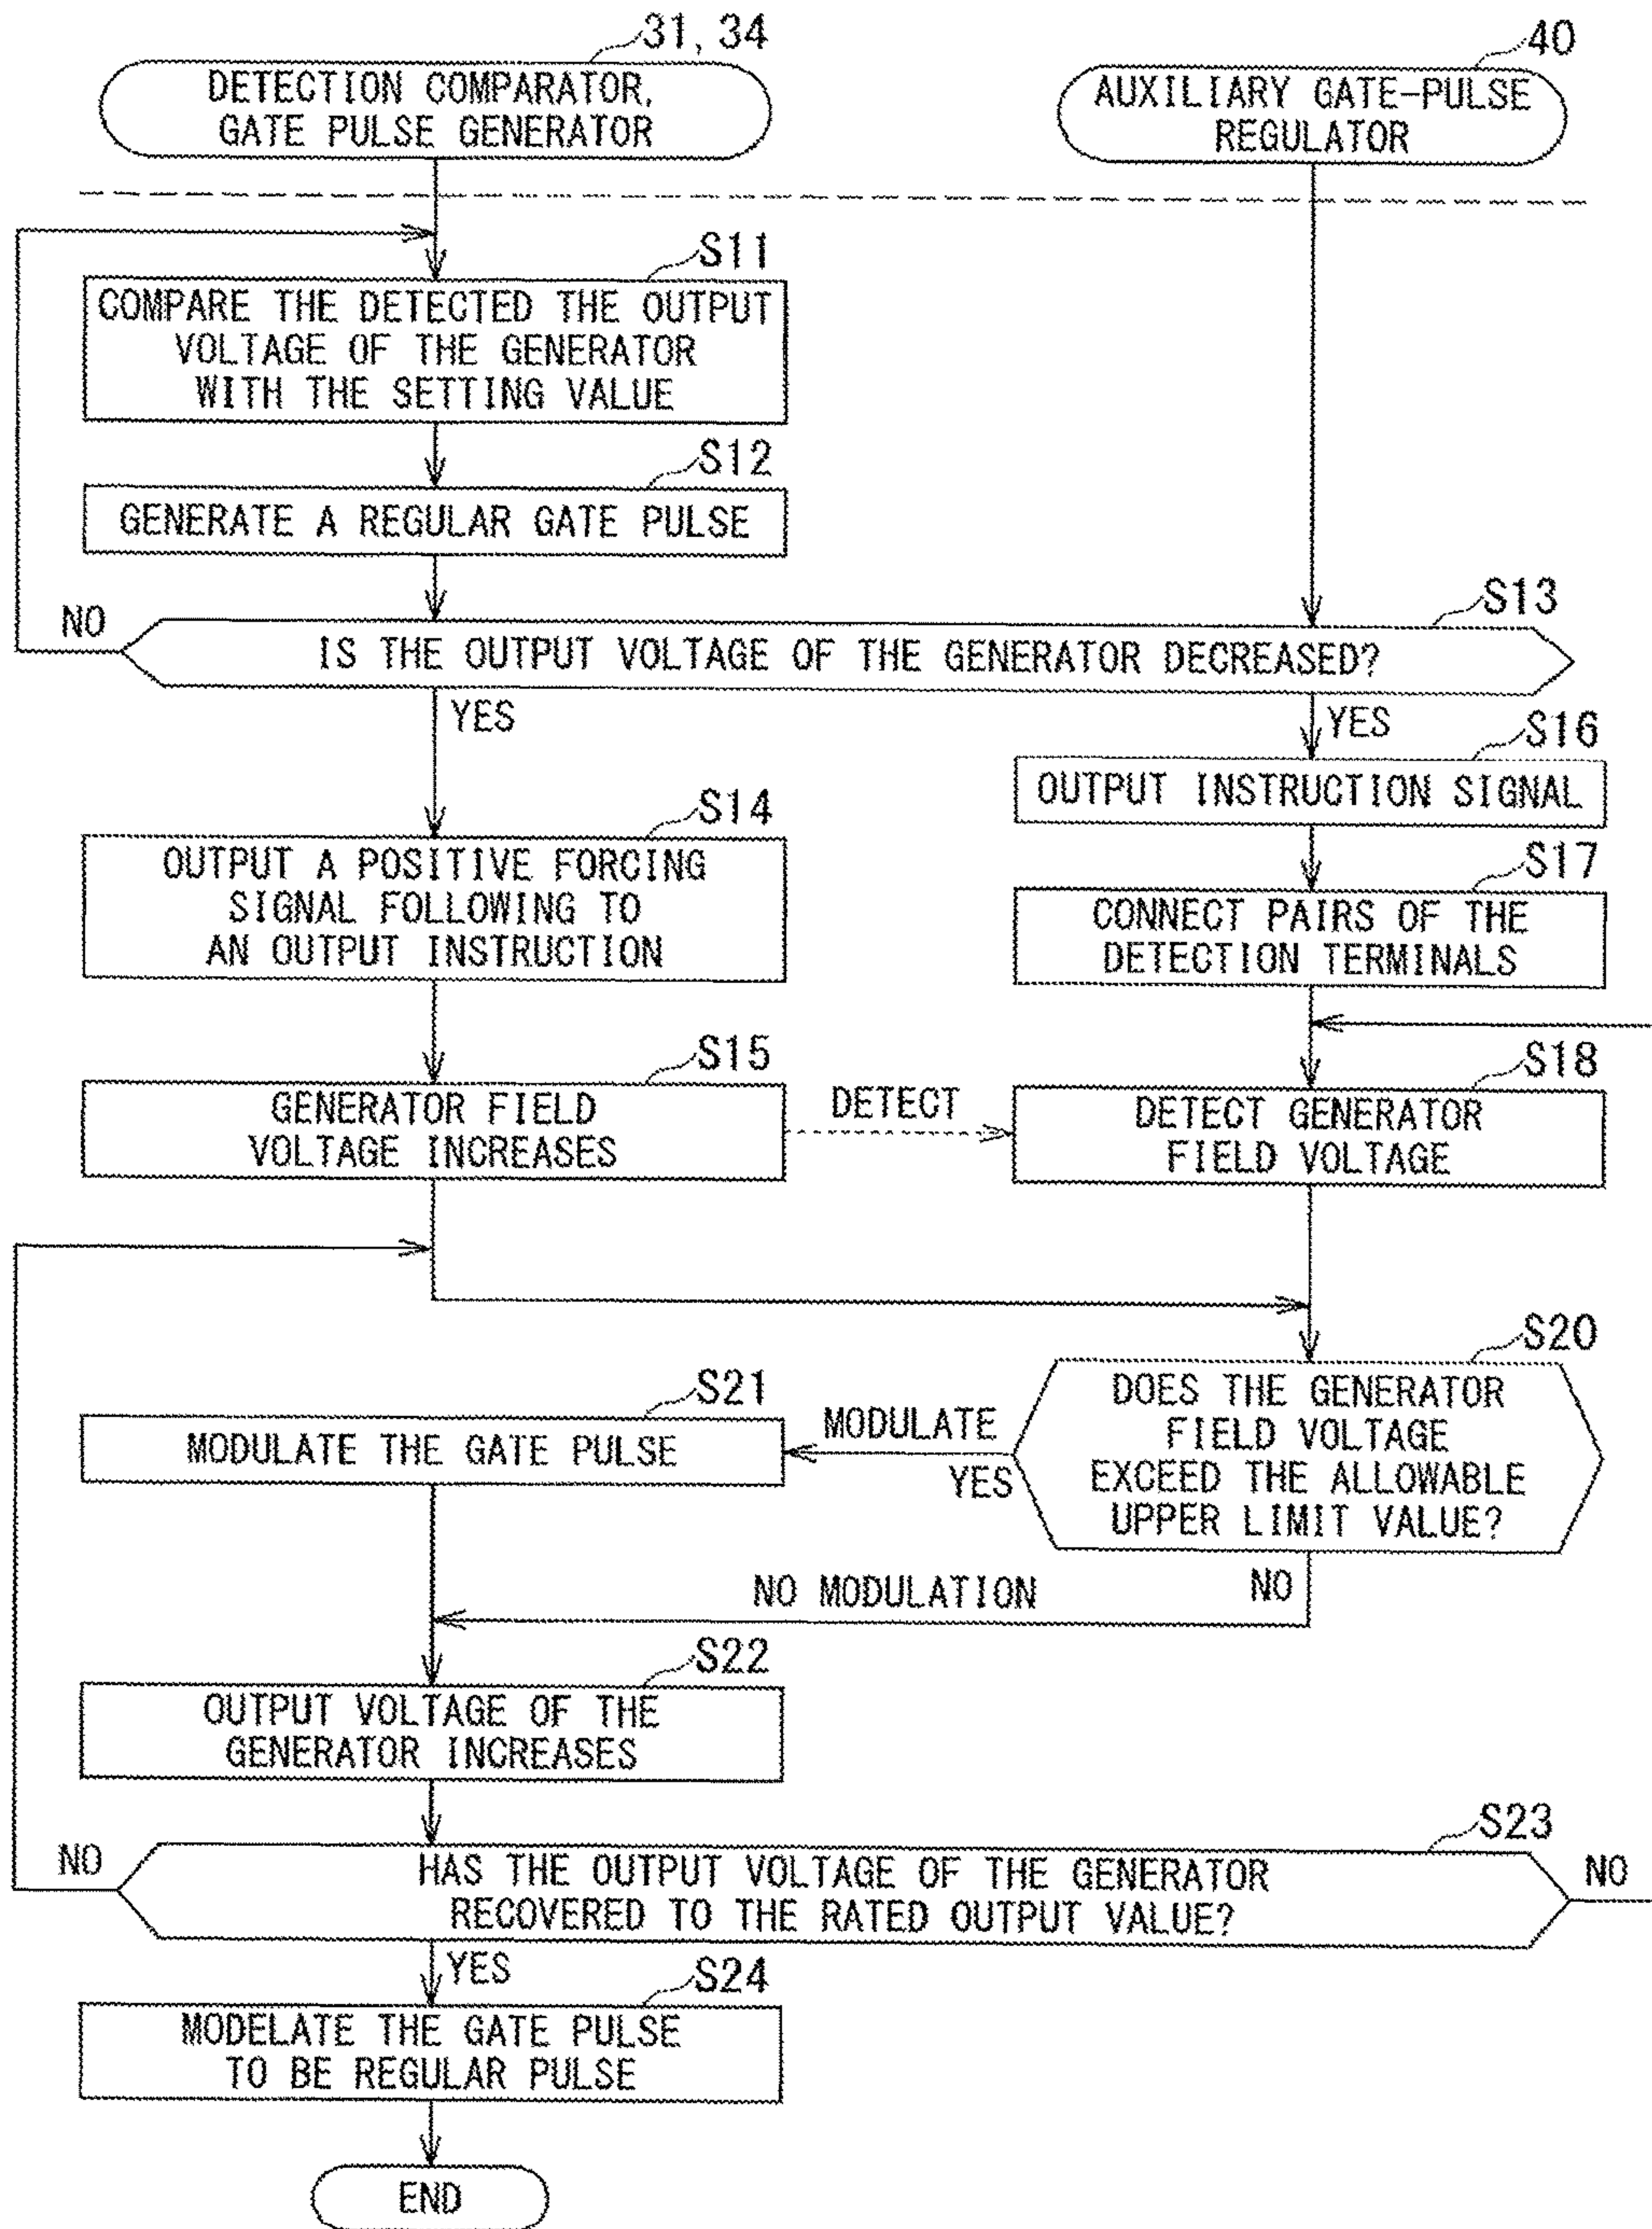 31, 34
DETECTION COMPARATOR,
GATE PULSE GENERATOR
40
AUXILIARY GATE-PULSE
REGULATOR
S11
COMPARE THE DETECTED THE OUTPUT
VOLTAGE OF THE GENERATOR
WITH THE SETTING VALUE
S12
GENERATE A REGULAR GATE PULSE
S13
NO
IS THE OUTPUT VOLTAGE OF THE GENERATOR DECREASED?
YES
YES
S16
OUTPUT INSTRUCTION SIGNAL
S14
OUTPUT A POSITIVE FORCING
SIGNAL FOLLOWING TO
AN OUTPUT INSTRUCTION
S17
CONNECT PAIRS OF THE
DETECTION TERMINALS
S15
GENERATOR FIELD
VOLTAGE INCREASES
DETECT
S18
DETECT GENERATOR
FIELD VOLTAGE
S20
DOES THE GENERATOR
FIELD VOLTAGE
EXCEED THE ALLOWABLE
UPPER LIMIT VALUE?
S21
MODULATE THE GATE PULSE
MODULATE
YES
NO MODULATION
NO
S22
OUTPUT VOLTAGE OF THE
GENERATOR INCREASES
S23
NO
HAS THE OUTPUT VOLTAGE OF THE GENERATOR
RECOVERED TO THE RATED OUTPUT VALUE?
NO
YES
S24
MODELATE THE GATE PULSE
TO BE REGULAR PULSE
END